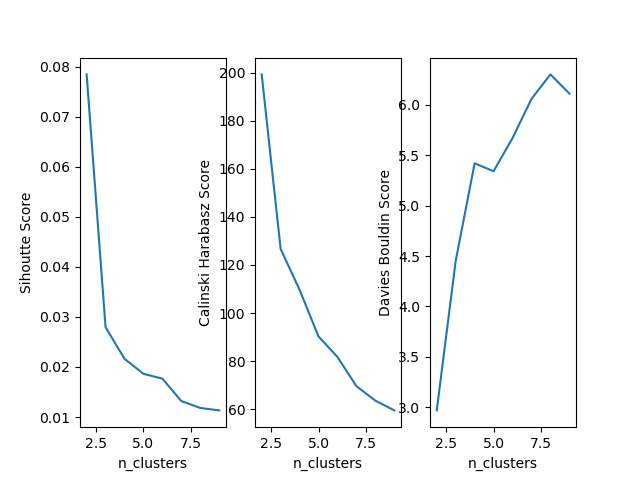 Sihoutte Score
0.08
0.07
0.06
0.05
0.04
0.03
0.02
0.01
2.5 5.0 7.5
n_clusters
Calinski Harabasz Score
200
180
160
140
120
100
80
60
2.5 5.0 7.5
n_clusters
Davies Bouldin Score
6.0
5.5
5.0
4.5
4.0
3.5
3.0
2.5 5.0 7.5
n_clusters